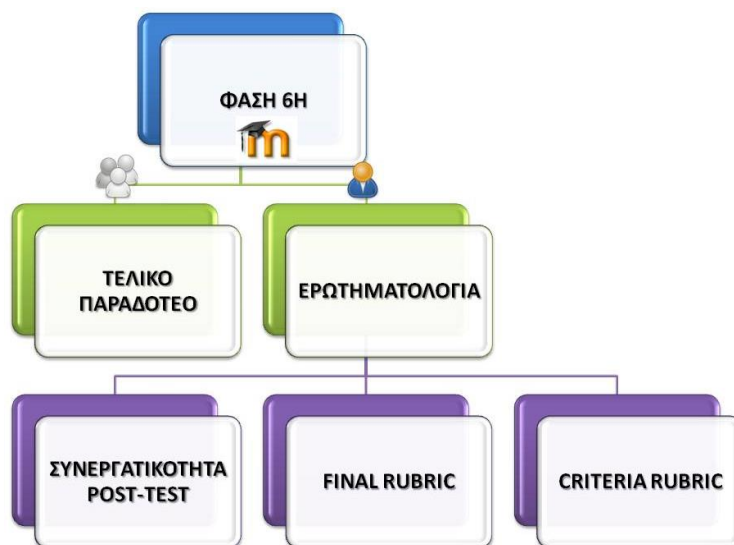 ΦΑΣΗ 6Η
m
ΤΕΛΙΚΟ
ΠΑΡΑΔΟΤΕΟ
ΕΡΩΤΗΜΑΤΟΛΟΓΙΑ
ΣΥΝΕΡΓΑΤΙΚΟΤΗΤΑ
POST-TEST
FINAL RUBRIC
CRITERIA RUBRIC